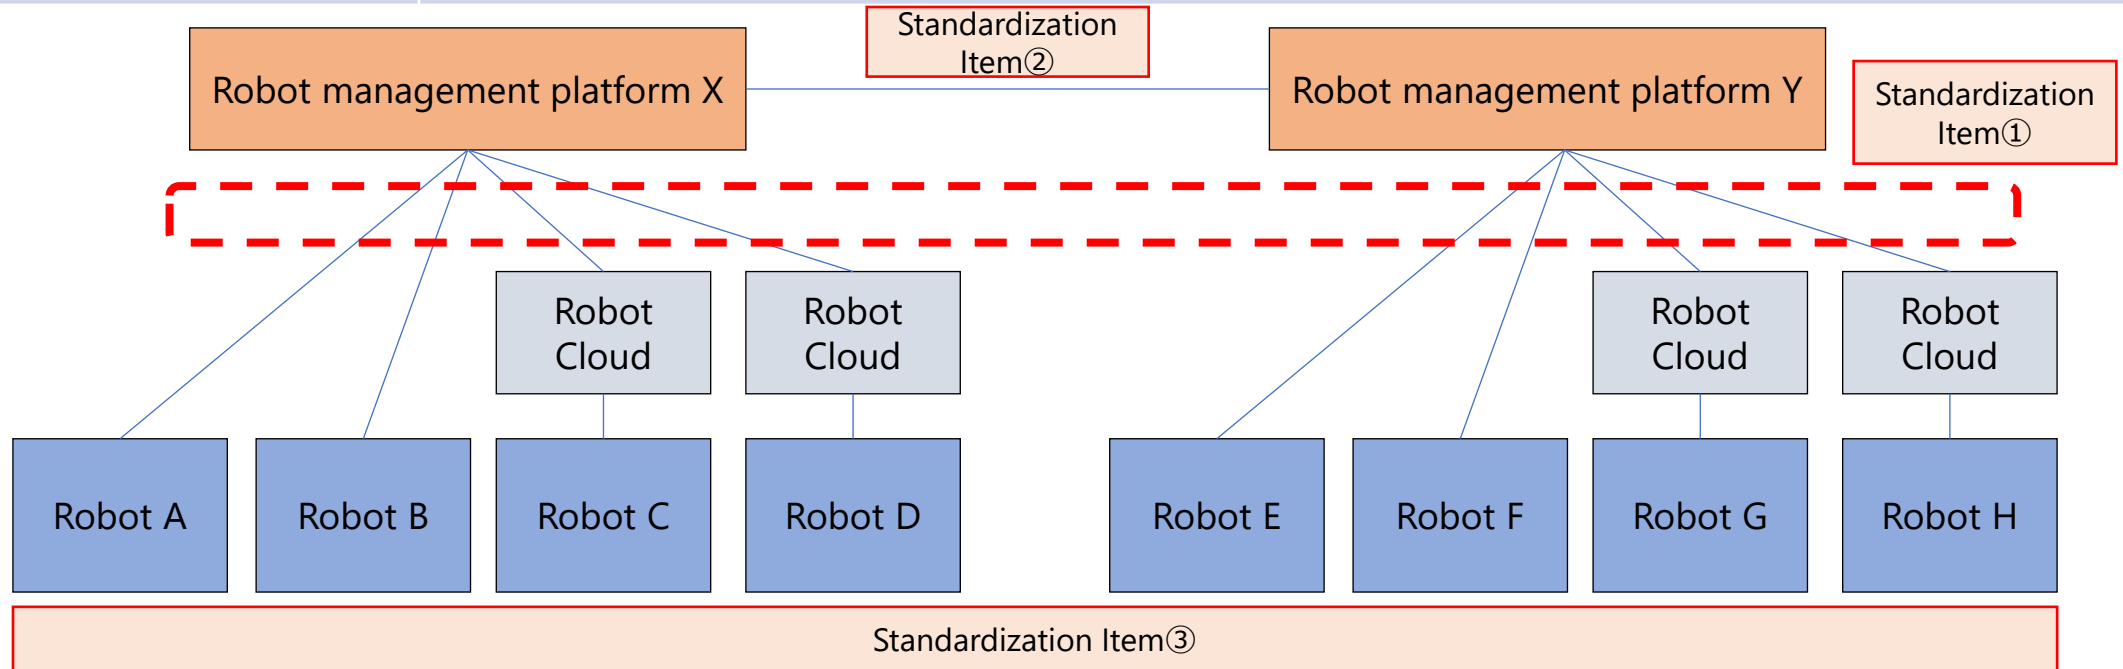 Standardization
Item②
Robot management platform X
Robot management platform Y
Standardization
Item①
Robot
Cloud
Robot
Cloud
Robot
Cloud
Robot
Cloud
Robot A
Robot B
Robot C
Robot D
Robot E
Robot F
Robot G
Robot H
Standardization Item③